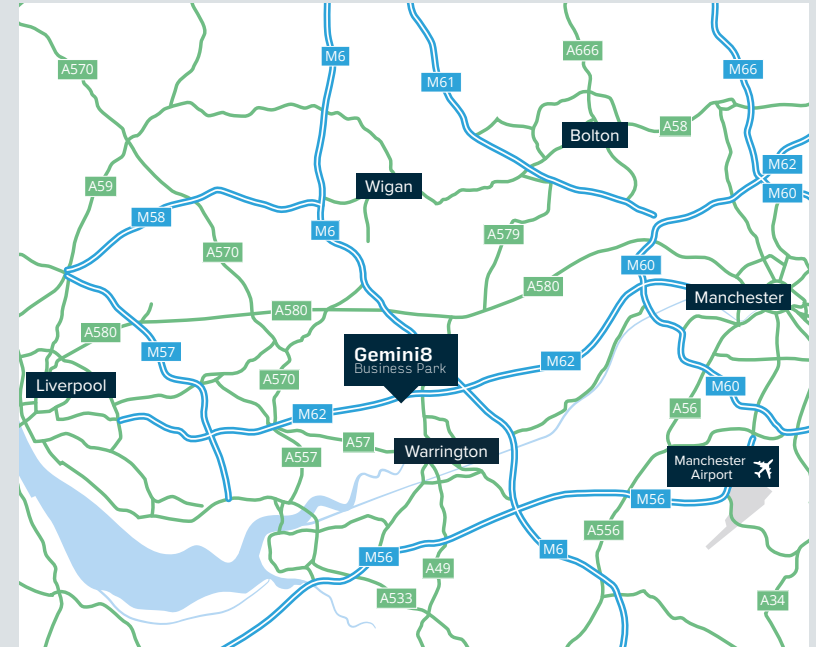 M6
A666
A570
M66
M61
A58
Bolton
M62
A59
Wigan
M60
M58
M6
A579
A570
M60
A580
Manchester
A580
A580
M57
Gemini8
Business Park
M62
Liverpool
A570
M60
M62
A56
A57
Warrington
A557
Manchester
Airport
M56
A556
M6
M56
A49
A533
A34